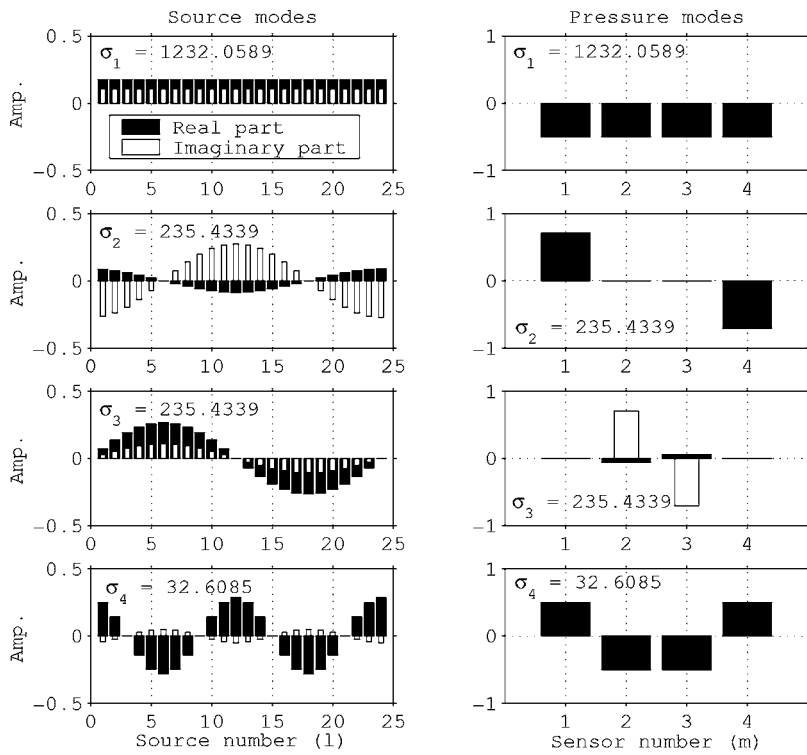 Source modes
0.5
0
−0.5
Amp.
σ1 = 1232.0589
Real part
Imaginary part
0 5 10 15 20 25
0.5
0
−0.5
Amp.
σ2 = 235.4339
0 5 10 15 20 25
0.5
0
−0.5
Amp.
σ3 = 235.4339
0 5 10 15 20 25
0.5
0
−0.5
Amp.
σ4 = 32.6085
0 5 10 15 20 25
Source number (l)
Pressure modes
1
0
−1
σ1 = 1232.0589
1 2 3 4
1
0
−1
σ2 = 235.4339
1 2 3 4
1
0
−1
σ3 = 235.4339
1 2 3 4
1
0
−1
σ4 = 32.6085
1 2 3 4
Sensor number (m)